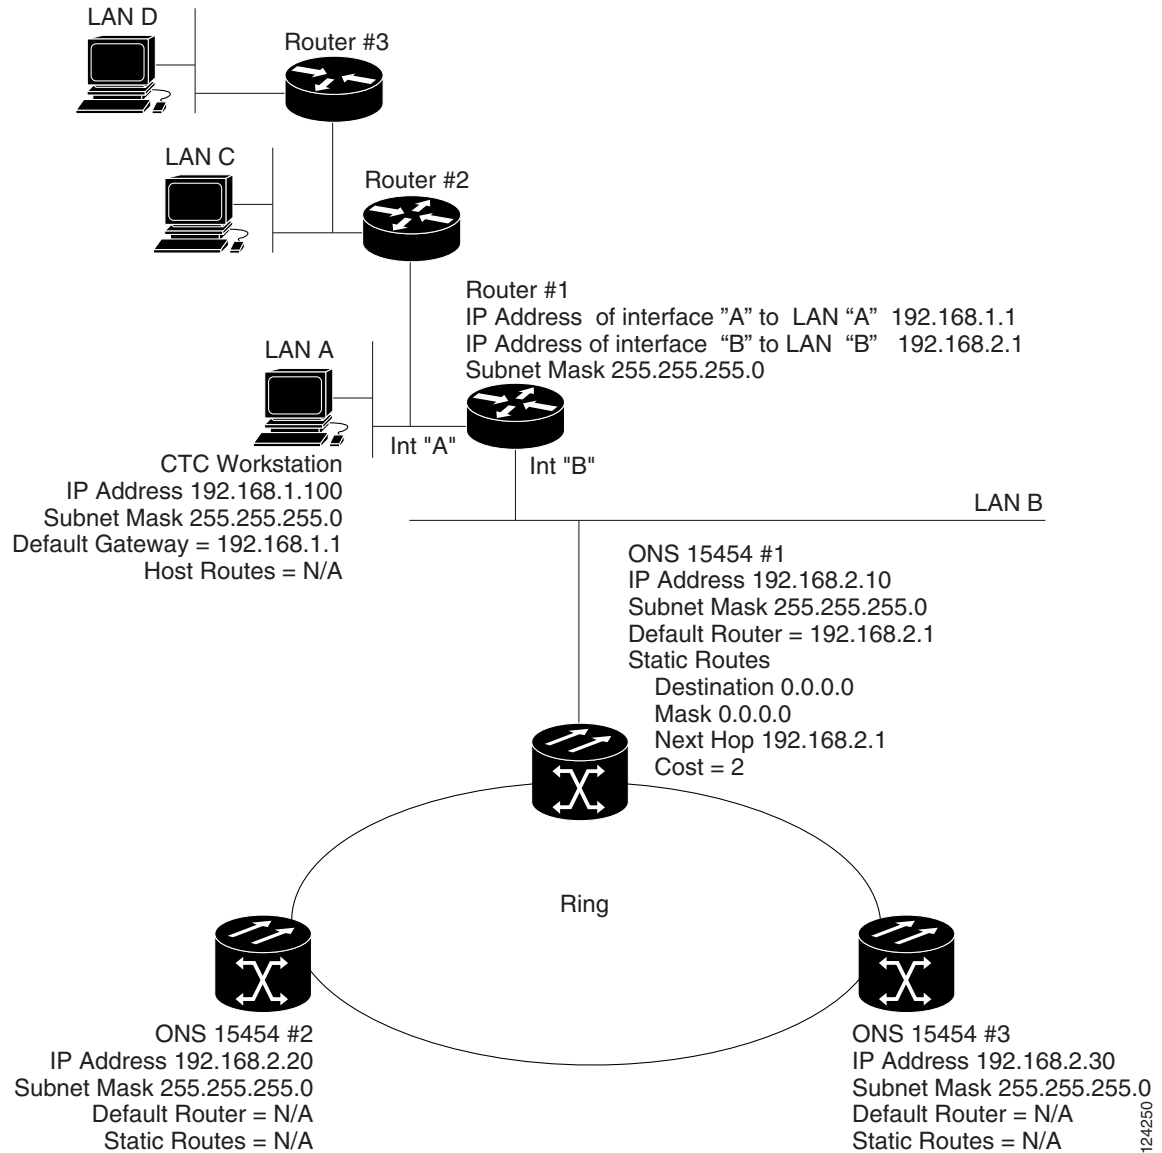 LAN D
Router #3
LAN C
Router #2
Router #1
IP Address of interface ”A” to LAN “A” 192.168.1.1
IP Address of interface “B” to LAN “B” 192.168.2.1
Subnet Mask 255.255.255.0
LAN A
Int "A"
Int "B"
CTC Workstation
IP Address 192.168.1.100
Subnet Mask 255.255.255.0
Default Gateway = 192.168.1.1
Host Routes = N/A
LAN B
ONS 15454 #1
IP Address 192.168.2.10
Subnet Mask 255.255.255.0
Default Router = 192.168.2.1
Static Routes
Destination 0.0.0.0
Mask 0.0.0.0
Next Hop 192.168.2.1
Cost = 2
Ring
ONS 15454 #2
IP Address 192.168.2.20
Subnet Mask 255.255.255.0
Default Router = N/A
Static Routes = N/A
ONS 15454 #3
IP Address 192.168.2.30
Subnet Mask 255.255.255.0
Default Router = N/A
Static Routes = N/A
124250